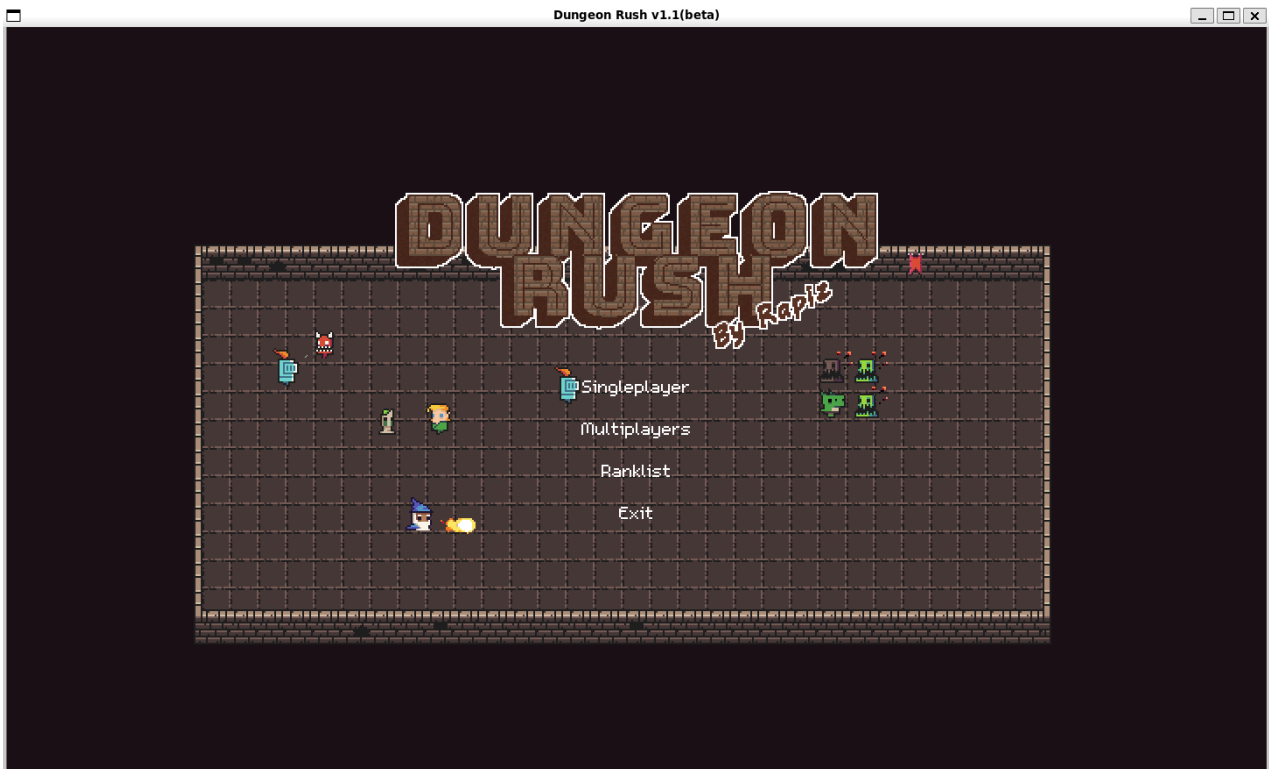 Dungeon Rush v1.1(beta)
DUNGEON
RUSH
By Rapiz
Singleplayer
Multiplayers
Ranklist
Exit